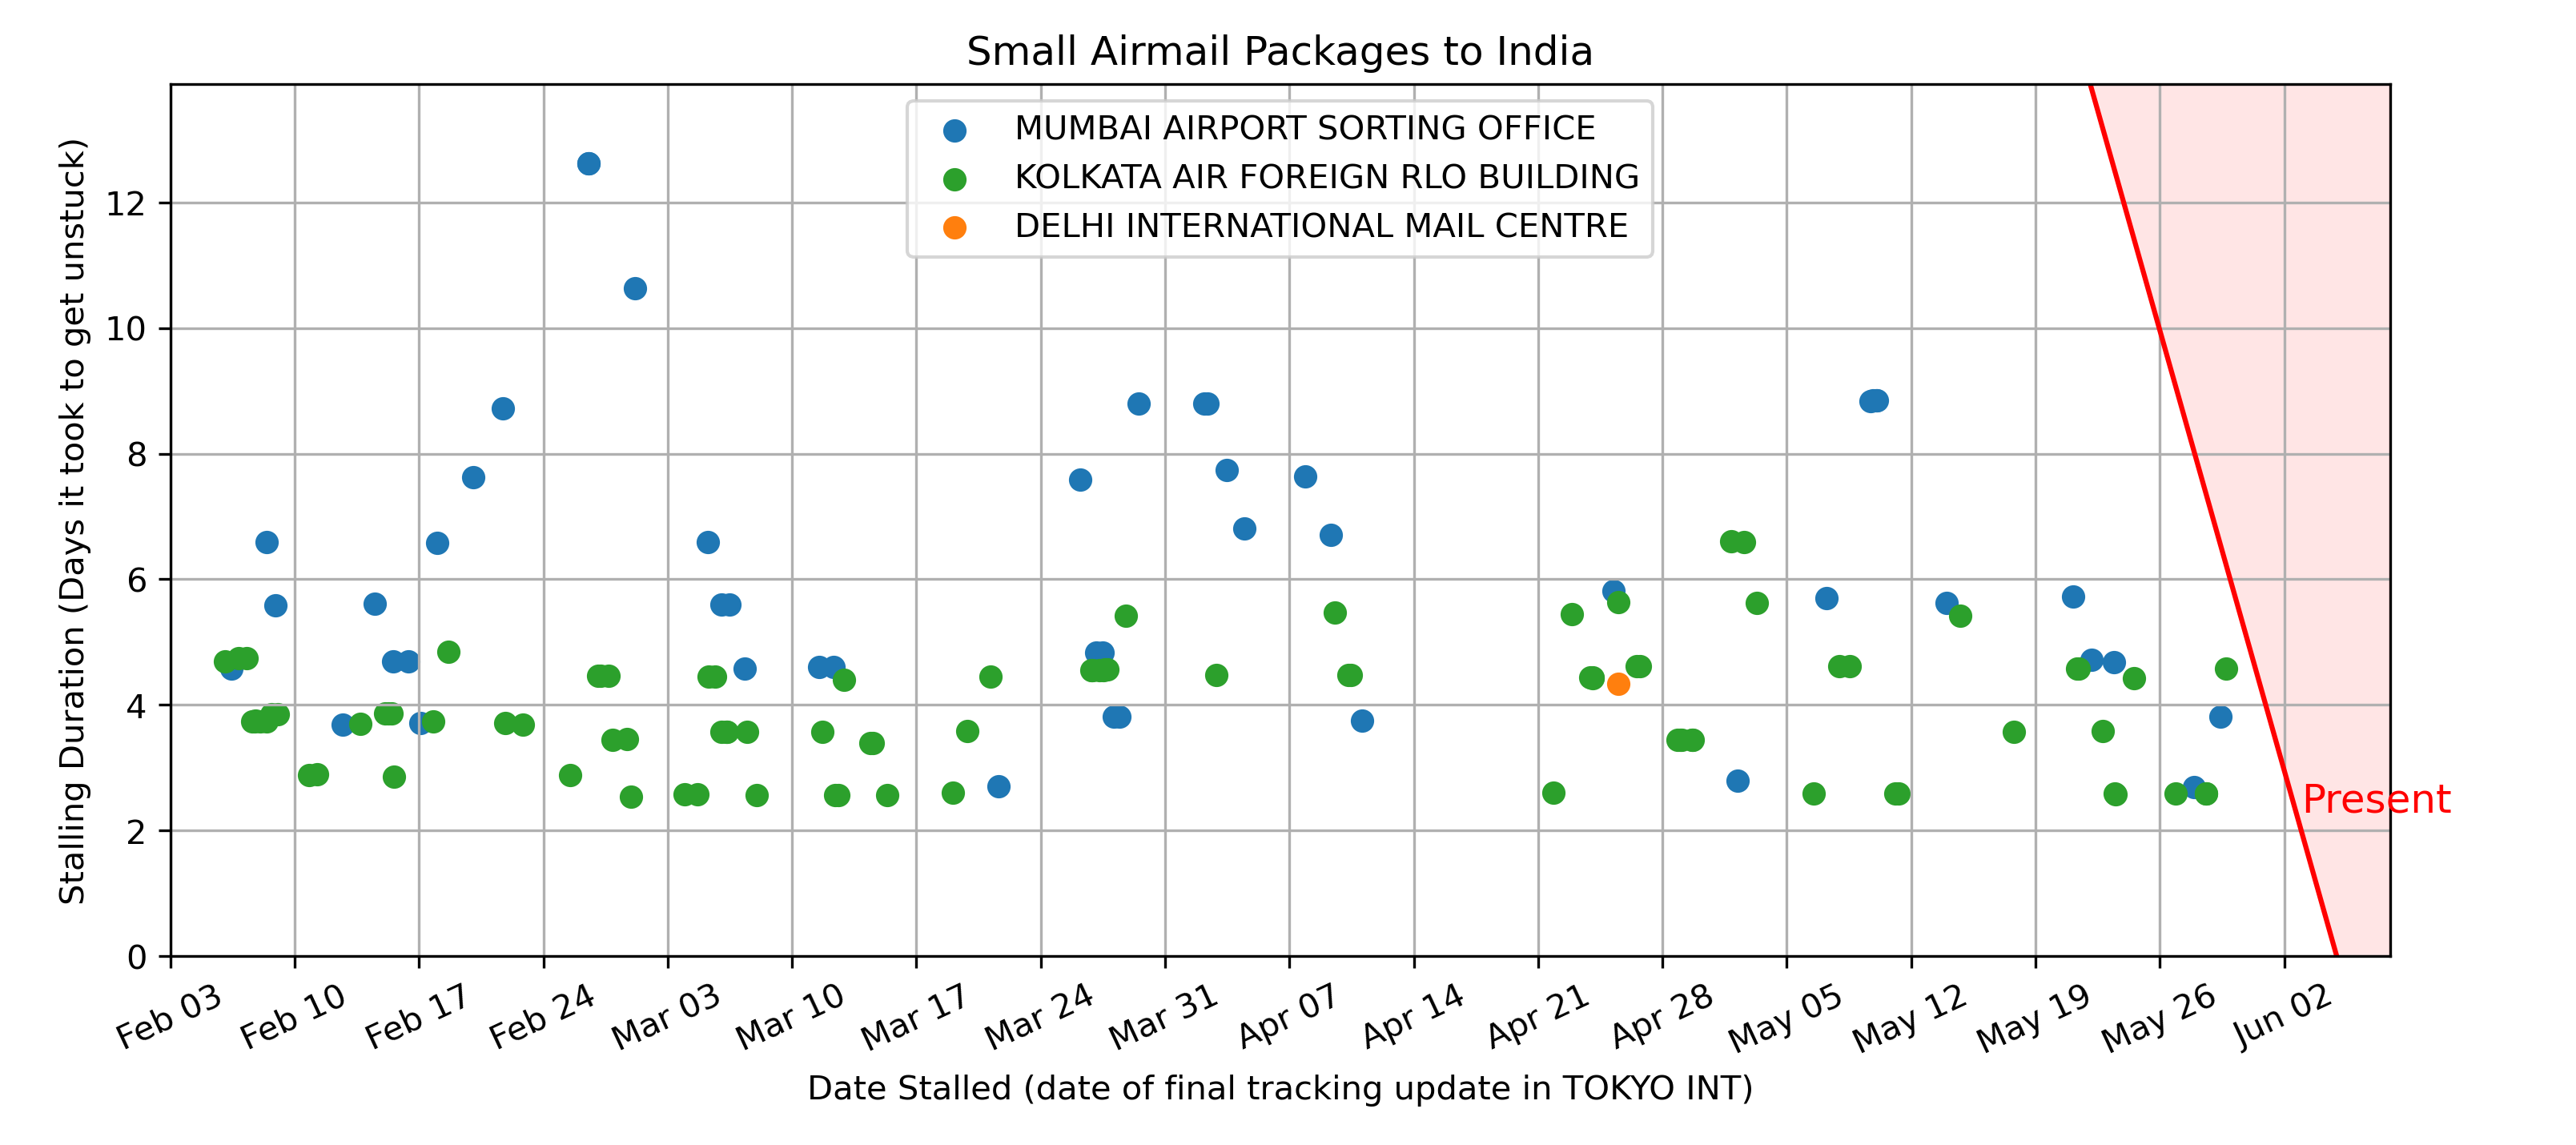 Small Airmail Packages to India
MUMBAI AIRPORT SORTING OFFICE
KOLKATA AIR FOREIGN RLO BUILDING
DELHI INTERNATIONAL MAIL CENTRE
Stalling Duration (Days it took to get unstuck)
12
10
8
6
4
2
0
Present
Feb 03
Feb 10
Feb 17
Feb 24
Mar 03
Mar 10
Mar 17
Mar 24
Mar 31
Apr 07
Apr 14
Apr 21
Apr 28
May 05
May 12
May 19
May 26
Jun 02
Date Stalled (date of final tracking update in TOKYO INT)